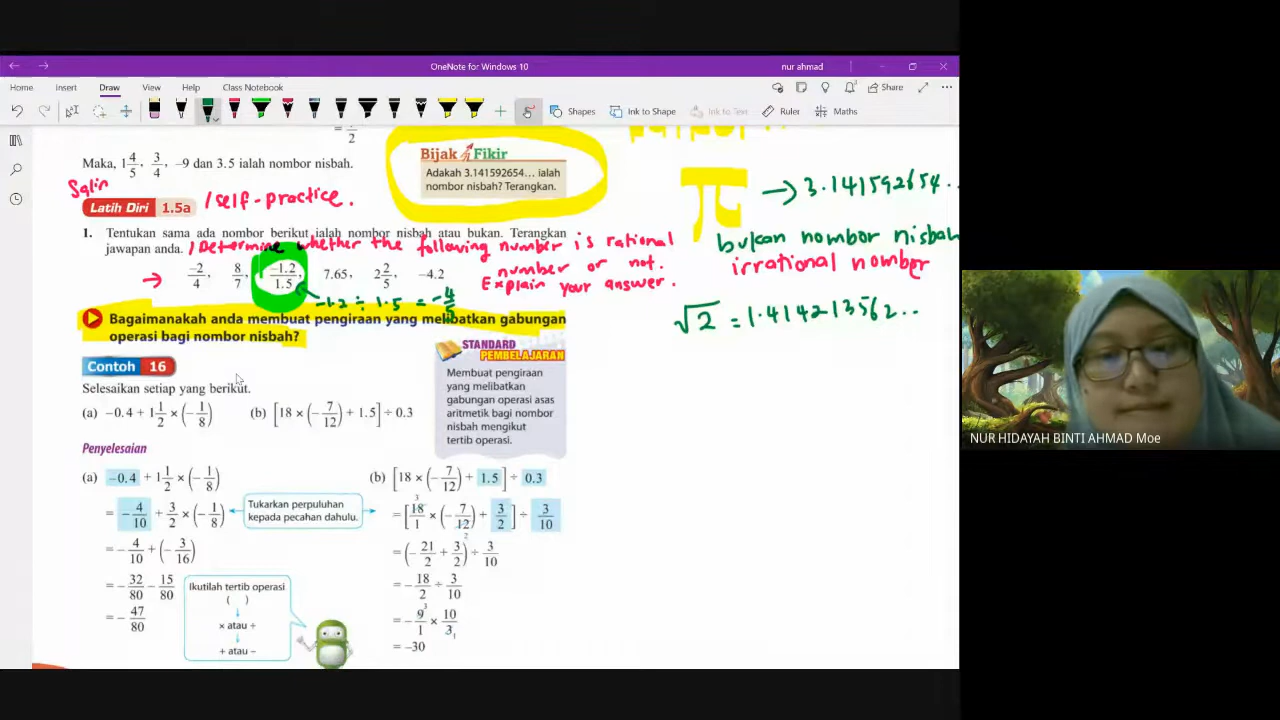 OneNote for Windows 10
nur ahmad
Home Insert Draw View Help Class Notebook
Share
Shapes Ink to Shape Ink to Text Ruler Maths
= 7/2
Maka, 1 4/5, 3/4, −9 dan 3.5 ialah nombor nisbah.
Bijak Fikir
Adakah 3.141592654... ialah
nombor nisbah? Terangkan.
π → 3.141592654..
bukan nombor nisbah
irrational number
√2 = 1.414213562..
Salin
Latih Diri 1.5a
/self-practice.
1. Tentukan sama ada nombor berikut ialah nombor nisbah atau bukan. Terangkan
jawapan anda.
/Determine whether the following number is rational
number or not.
Explain your answer.
→ −2/4, 8/7, −1.2/1.5, 7.65, 2 2/5, −4.2
−1.2 ÷ 1.5 = −4/5
Bagaimanakah anda membuat pengiraan yang melibatkan gabungan
operasi bagi nombor nisbah?
Contoh 16
Selesaikan setiap yang berikut.
(a) −0.4 + 1 1/2 × (−1/8) (b) [18 × (−7/12) + 1.5] ÷ 0.3
STANDARD
PEMBELAJARAN
Membuat pengiraan
yang melibatkan
gabungan operasi asas
aritmetik bagi nombor
nisbah mengikut
tertib operasi.
Penyelesaian
(a) −0.4 + 1 1/2 × (−1/8)
= −4/10 + 3/2 × (−1/8)
= −4/10 + (−3/16)
= −32/80 − 15/80
= −47/80
Tukarkan perpuluhan
kepada pecahan dahulu.
Ikutilah tertib operasi
( )
↓
× atau ÷
↓
+ atau −
(b) [18 × (−7/12) + 1.5] ÷ 0.3
= [18/1 × (−7/12) + 3/2] ÷ 3/10
= (−21/2 + 3/2) ÷ 3/10
= −18/2 ÷ 3/10
= −9/1 × 10/3
= −30
NUR HIDAYAH BINTI AHMAD Moe